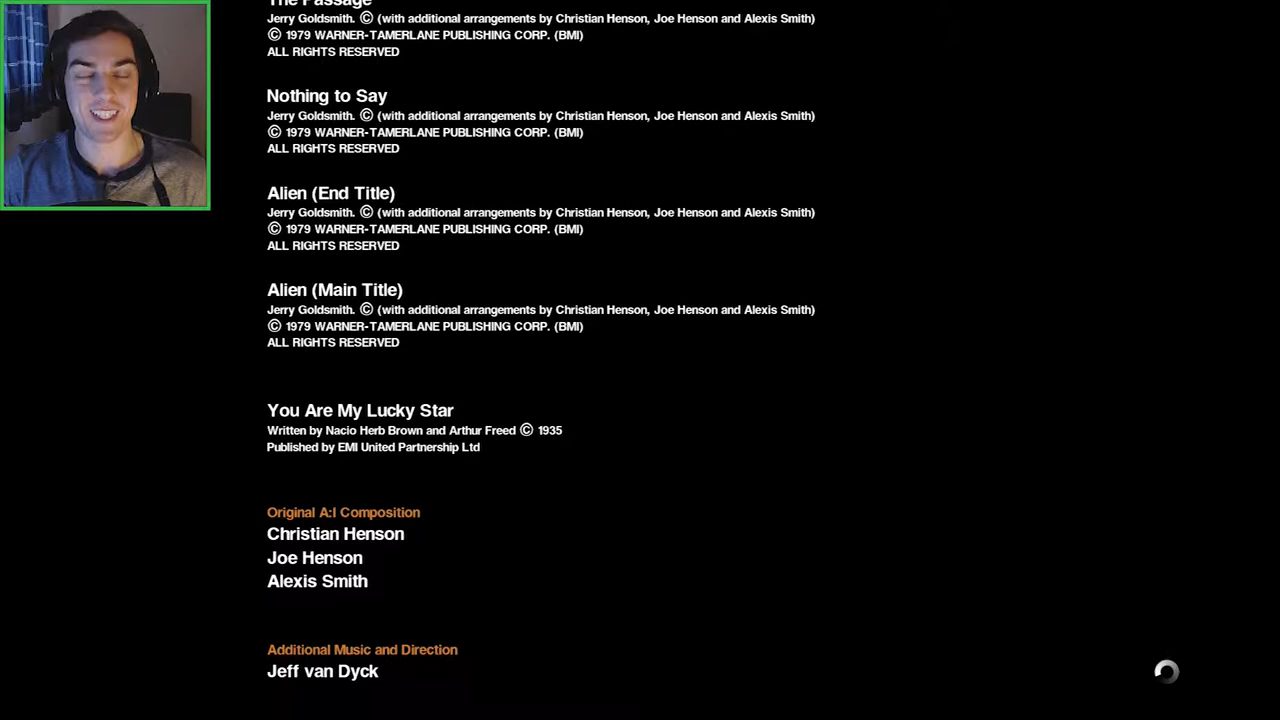 The Passage
Jerry Goldsmith. © (with additional arrangements by Christian Henson, Joe Henson and Alexis Smith)
© 1979 WARNER-TAMERLANE PUBLISHING CORP. (BMI)
ALL RIGHTS RESERVED
Nothing to Say
Jerry Goldsmith. © (with additional arrangements by Christian Henson, Joe Henson and Alexis Smith)
© 1979 WARNER-TAMERLANE PUBLISHING CORP. (BMI)
ALL RIGHTS RESERVED
Alien (End Title)
Jerry Goldsmith. © (with additional arrangements by Christian Henson, Joe Henson and Alexis Smith)
© 1979 WARNER-TAMERLANE PUBLISHING CORP. (BMI)
ALL RIGHTS RESERVED
Alien (Main Title)
Jerry Goldsmith. © (with additional arrangements by Christian Henson, Joe Henson and Alexis Smith)
© 1979 WARNER-TAMERLANE PUBLISHING CORP. (BMI)
ALL RIGHTS RESERVED
You Are My Lucky Star
Written by Nacio Herb Brown and Arthur Freed © 1935
Published by EMI United Partnership Ltd
Original A:I Composition
Christian Henson
Joe Henson
Alexis Smith
Additional Music and Direction
Jeff van Dyck